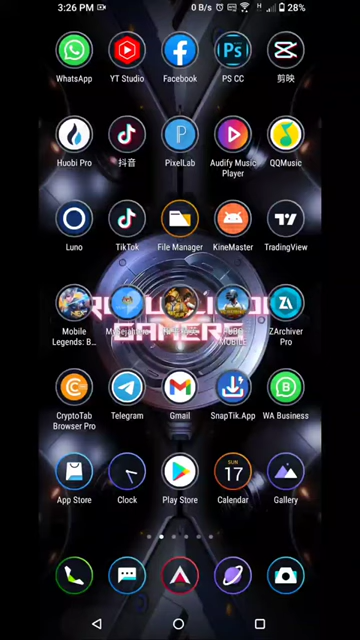 3:26 PM
0 B/s
28%
WhatsApp
YT Studio
Facebook
Ps
PS CC
剪映
Huobi Pro
抖音
PixelLab
Audify Music
Player
QQMusic
Luno
TikTok
File Manager
KineMaster
TradingView
Mobile
Legends: B...
PUBG
MOBILE
ZArchiver
Pro
GAMER
CryptoTab
Browser Pro
Telegram
Gmail
SnapTik.App
WA Business
SUN
17
App Store
Clock
Play Store
Calendar
Gallery